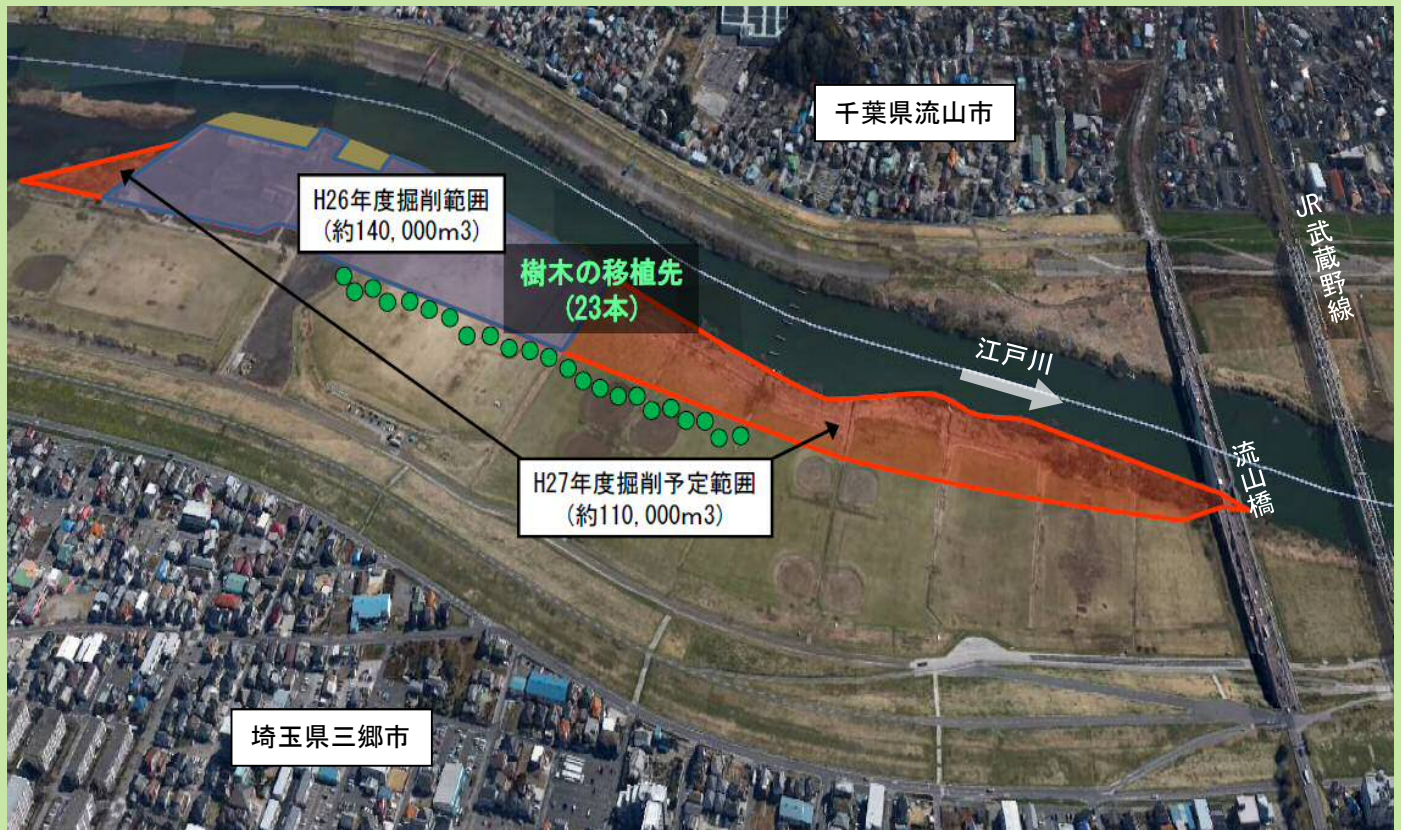 千葉県流山市
H26年度掘削範囲
(約140,000m3)
JR武蔵野線
樹木の移植先
(23本)
江戸川
流山橋
H27年度掘削予定範囲
(約110,000m3)
埼玉県三郷市